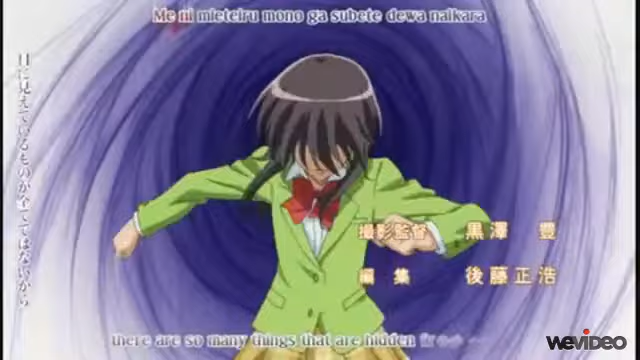 Me ni mieteiru mono ga subete dewa naikara
目に見えているものが全てではないから
撮影監督 黒澤 豊
編集 後藤正浩
there are so many things that are hidden
WEVIDEO